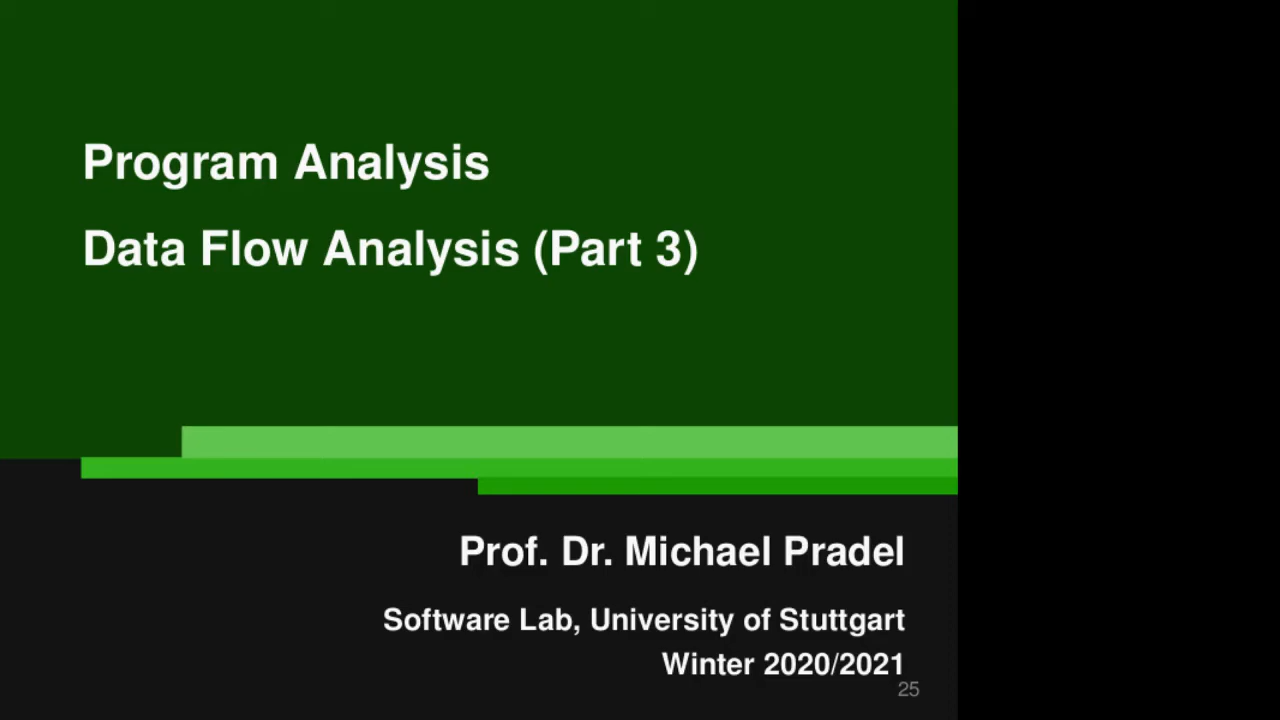 Program Analysis
Data Flow Analysis (Part 3)
Prof. Dr. Michael Pradel
Software Lab, University of Stuttgart
Winter 2020/2021
25